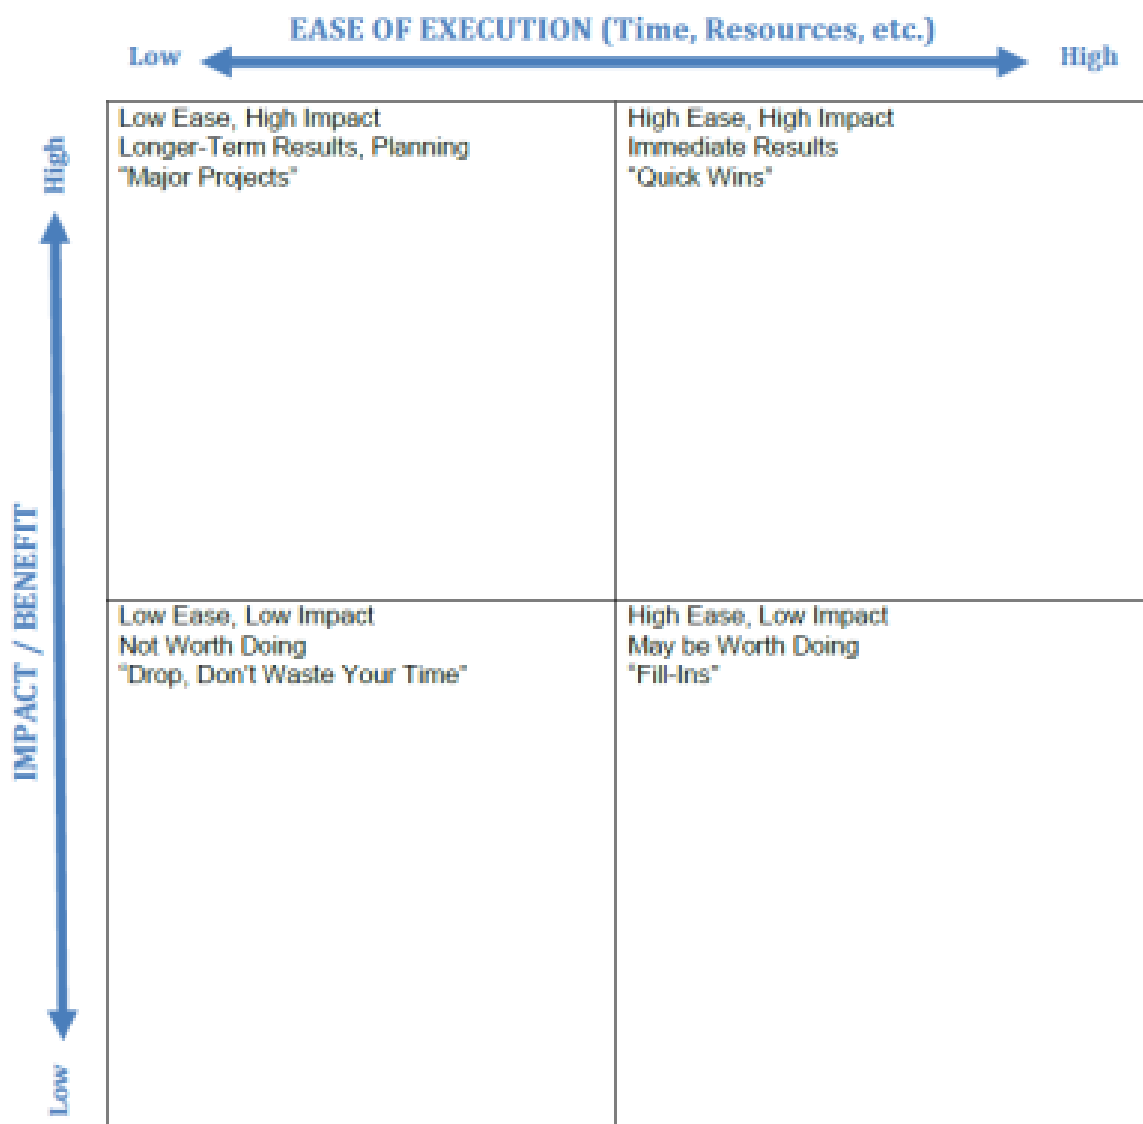 EASE OF EXECUTION (Time, Resources, etc.)
Low
High
High
IMPACT / BENEFIT
Low
Low Ease, High Impact
Longer-Term Results, Planning
"Major Projects"
High Ease, High Impact
Immediate Results
"Quick Wins"
Low Ease, Low Impact
Not Worth Doing
"Drop, Don't Waste Your Time"
High Ease, Low Impact
May be Worth Doing
"Fill-Ins"